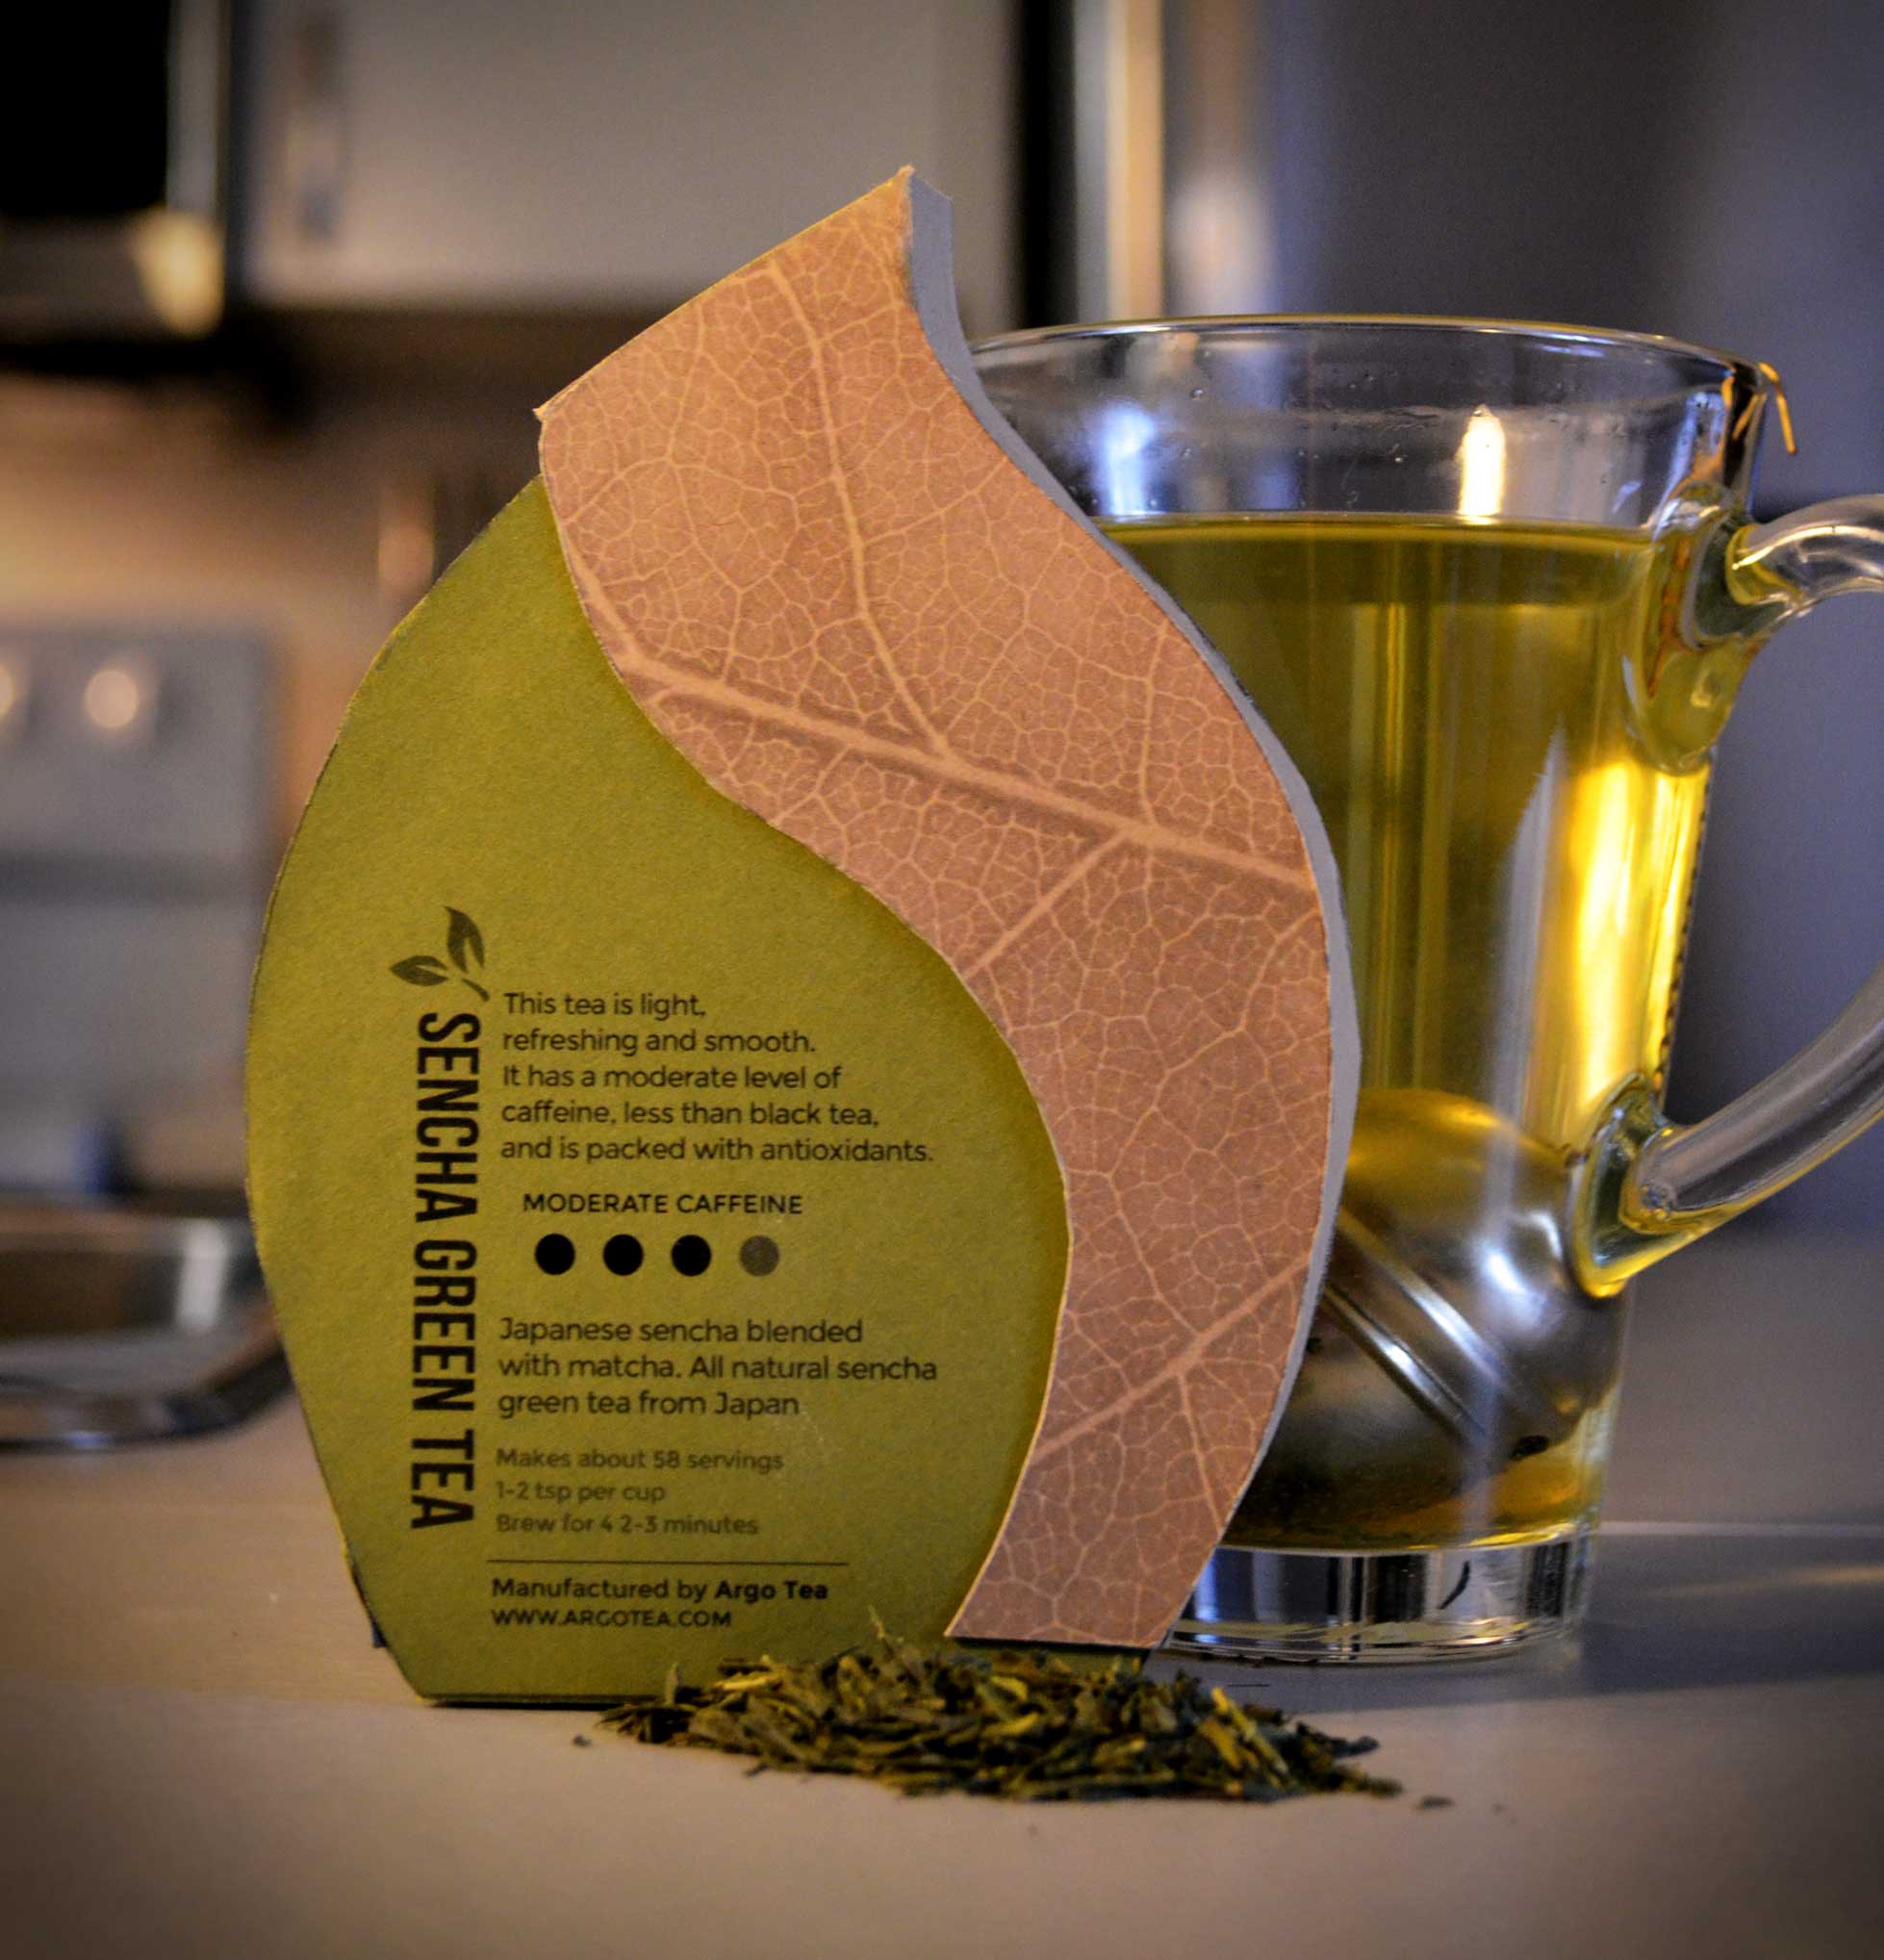 SENCHA GREEN TEA
This tea is light,
refreshing and smooth.
It has a moderate level of
caffeine, less than black tea,
and is packed with antioxidants.
MODERATE CAFFEINE
Japanese sencha blended
with matcha. All natural sencha
green tea from Japan
Makes about 58 servings
1-2 tsp per cup
Brew for 4 2-3 minutes
Manufactured by Argo Tea
WWW.ARGOTEA.COM